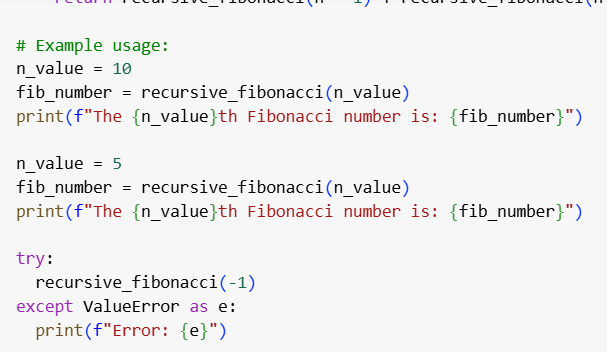 # Example usage:
n_value = 10
fib_number = recursive_fibonacci(n_value)
print(f"The {n_value}th Fibonacci number is: {fib_number}")
n_value = 5
fib_number = recursive_fibonacci(n_value)
print(f"The {n_value}th Fibonacci number is: {fib_number}")
try:
  recursive_fibonacci(-1)
except ValueError as e:
  print(f"Error: {e}")